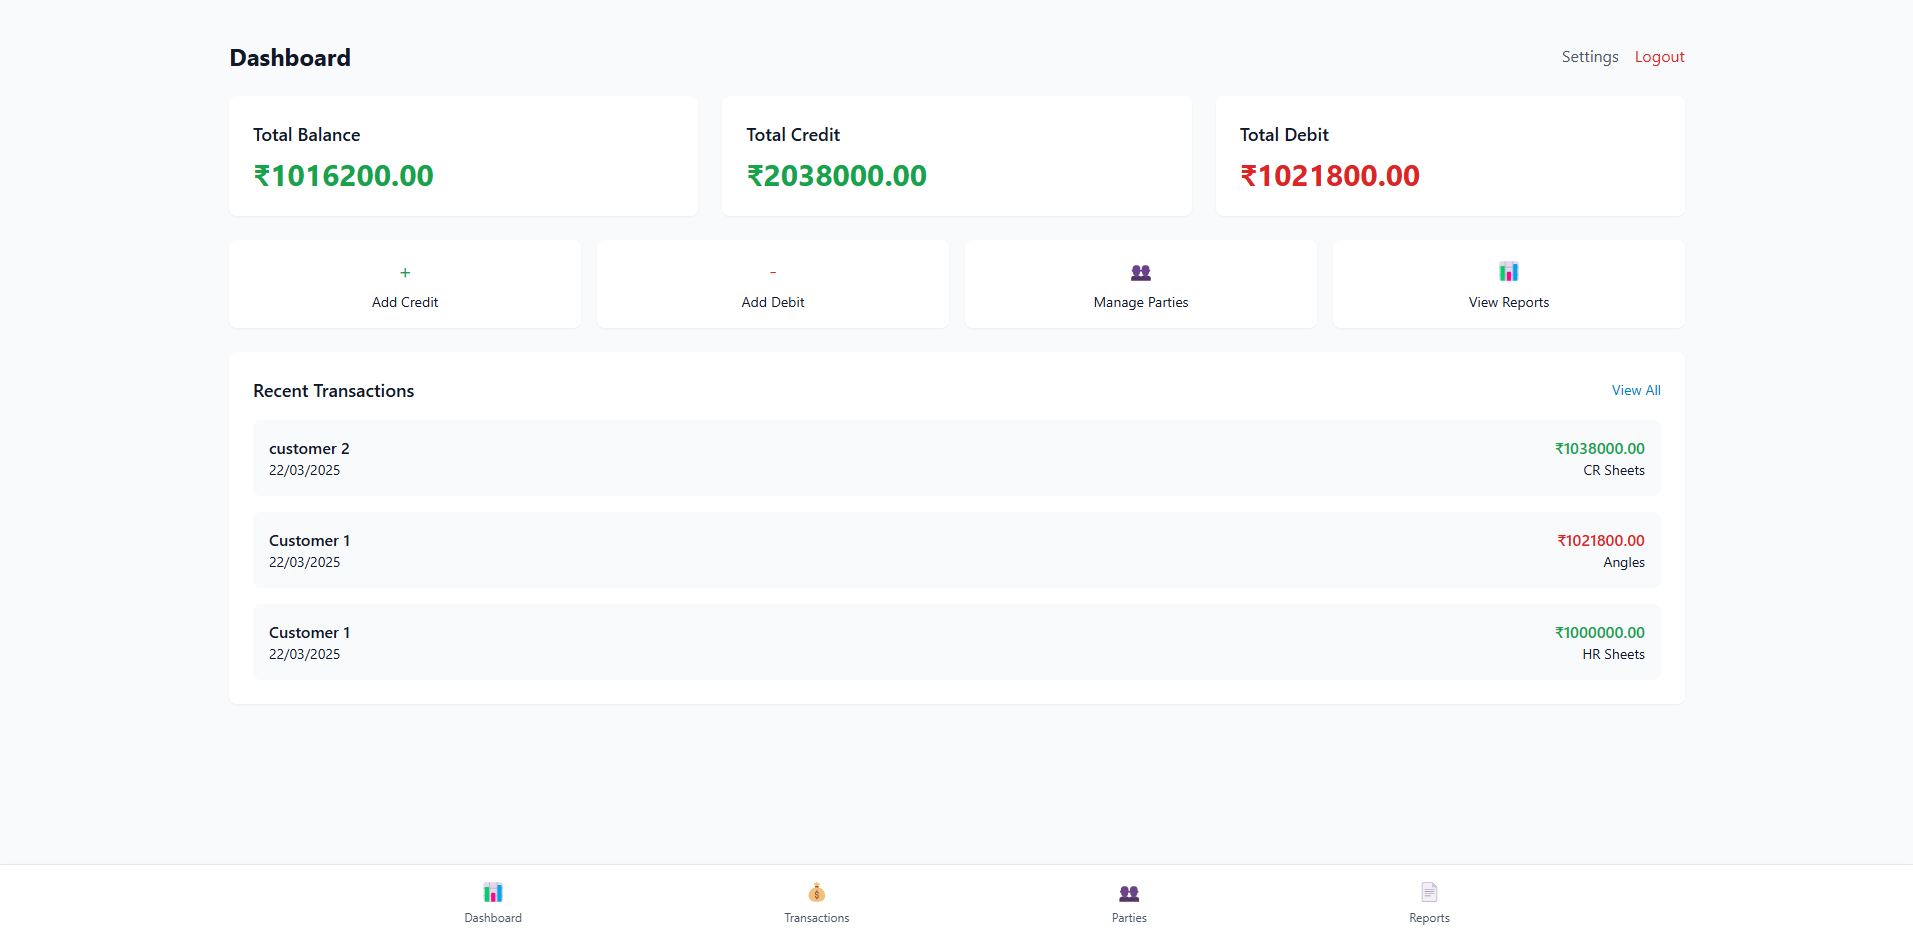 Dashboard
Settings Logout
Total Balance
₹1016200.00
Total Credit
₹2038000.00
Total Debit
₹1021800.00
+
Add Credit
-
Add Debit
Manage Parties
View Reports
Recent Transactions
View All
customer 2
22/03/2025
₹1038000.00
CR Sheets
Customer 1
22/03/2025
₹1021800.00
Angles
Customer 1
22/03/2025
₹1000000.00
HR Sheets
Dashboard
Transactions
Parties
Reports